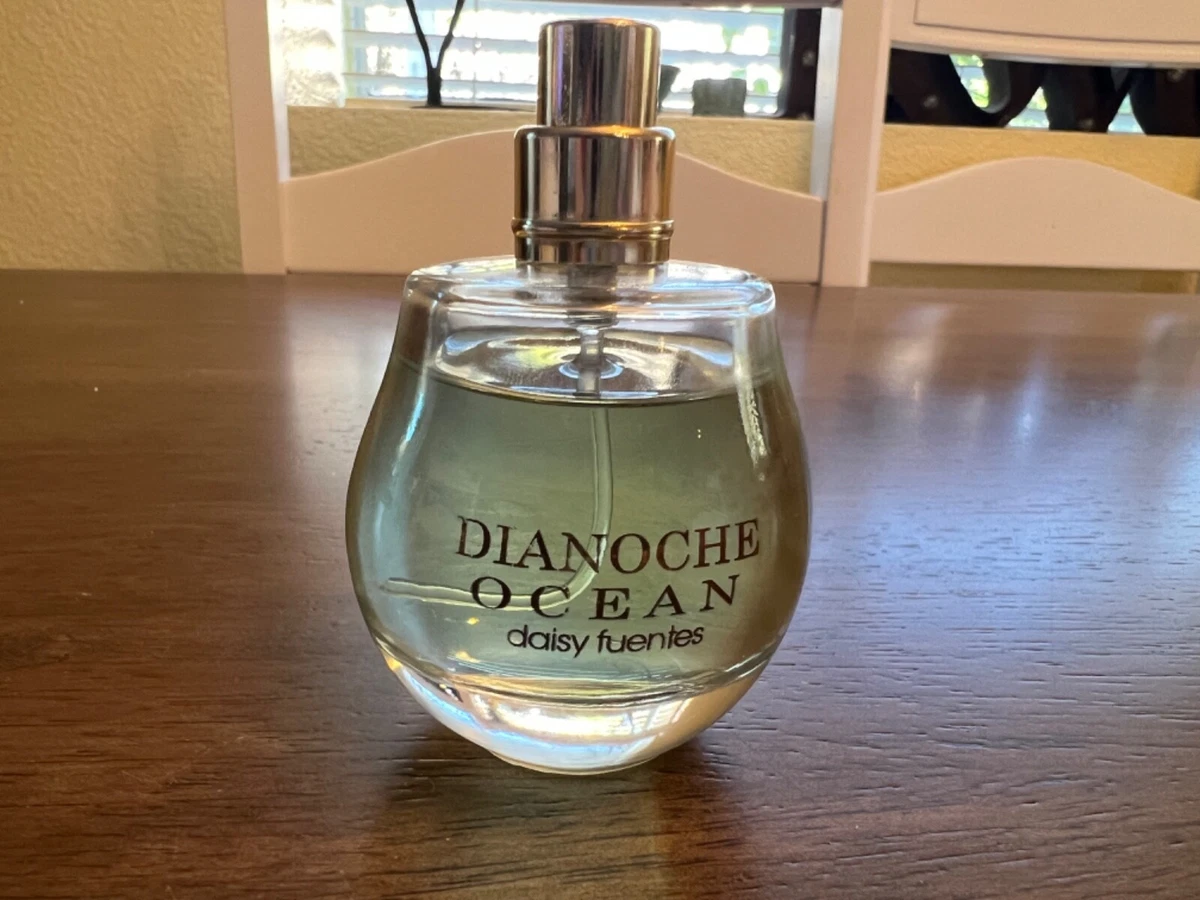 DIANOCHE
OCEAN
daisy fuentes